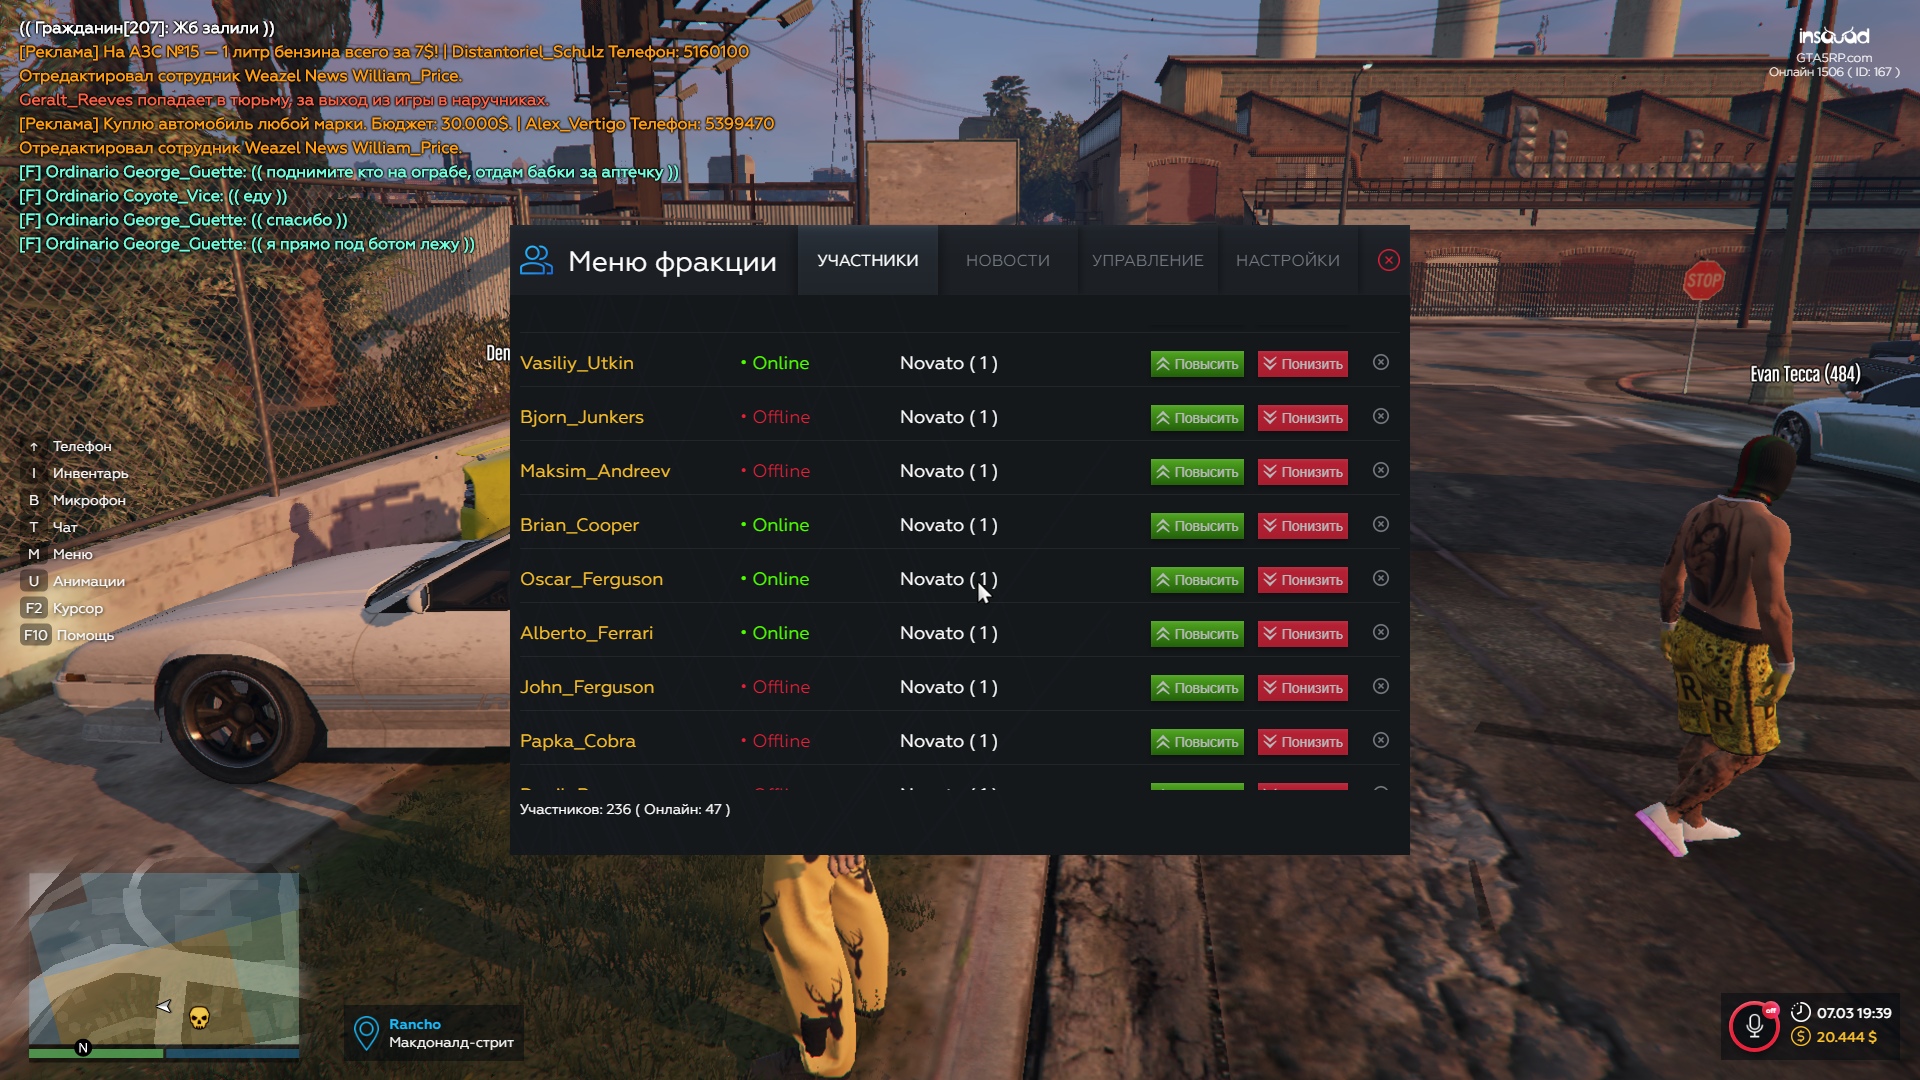 (( Гражданин[207]: Жб залили ))
[Реклама] На АЗС №15 — 1 литр бензина всего за 7$! | Distantoriel_Schulz Телефон: 5160100
Отредактировал сотрудник Weazel News William_Price.
Geralt_Reeves попадает в тюрьму, за выход из игры в наручниках.
[Реклама] Куплю автомобиль любой марки. Бюджет: 30.000$. | Alex_Vertigo Телефон: 5399470
Отредактировал сотрудник Weazel News William_Price.
[F] Ordinario George_Guette: (( поднимите кто на ограбе, отдам бабки за аптечку ))
[F] Ordinario Coyote_Vice: (( еду ))
[F] Ordinario George_Guette: (( спасибо ))
[F] Ordinario George_Guette: (( я прямо под ботом лежу ))
insquad
GTA5RP.com
Онлайн 1506 ( ID: 167 )
Меню фракции УЧАСТНИКИ НОВОСТИ УПРАВЛЕНИЕ НАСТРОЙКИ
STOP
Den
Evan Tecca (484)
Vasiliy_Utkin • Online Novato ( 1 ) Повысить Понизить
Bjorn_Junkers • Offline Novato ( 1 ) Повысить Понизить
Maksim_Andreev • Offline Novato ( 1 ) Повысить Понизить
Brian_Cooper • Online Novato ( 1 ) Повысить Понизить
Oscar_Ferguson • Online Novato ( 1 ) Повысить Понизить
Alberto_Ferrari • Online Novato ( 1 ) Повысить Понизить
John_Ferguson • Offline Novato ( 1 ) Повысить Понизить
Papka_Cobra • Offline Novato ( 1 ) Повысить Понизить
Участников: 236 ( Онлайн: 47 )
↑ Телефон
I Инвентарь
B Микрофон
T Чат
M Меню
U Анимации
F2 Курсор
F10 Помощь
N
Rancho
Макдоналд-стрит
off
07.03 19:39
20.444 $